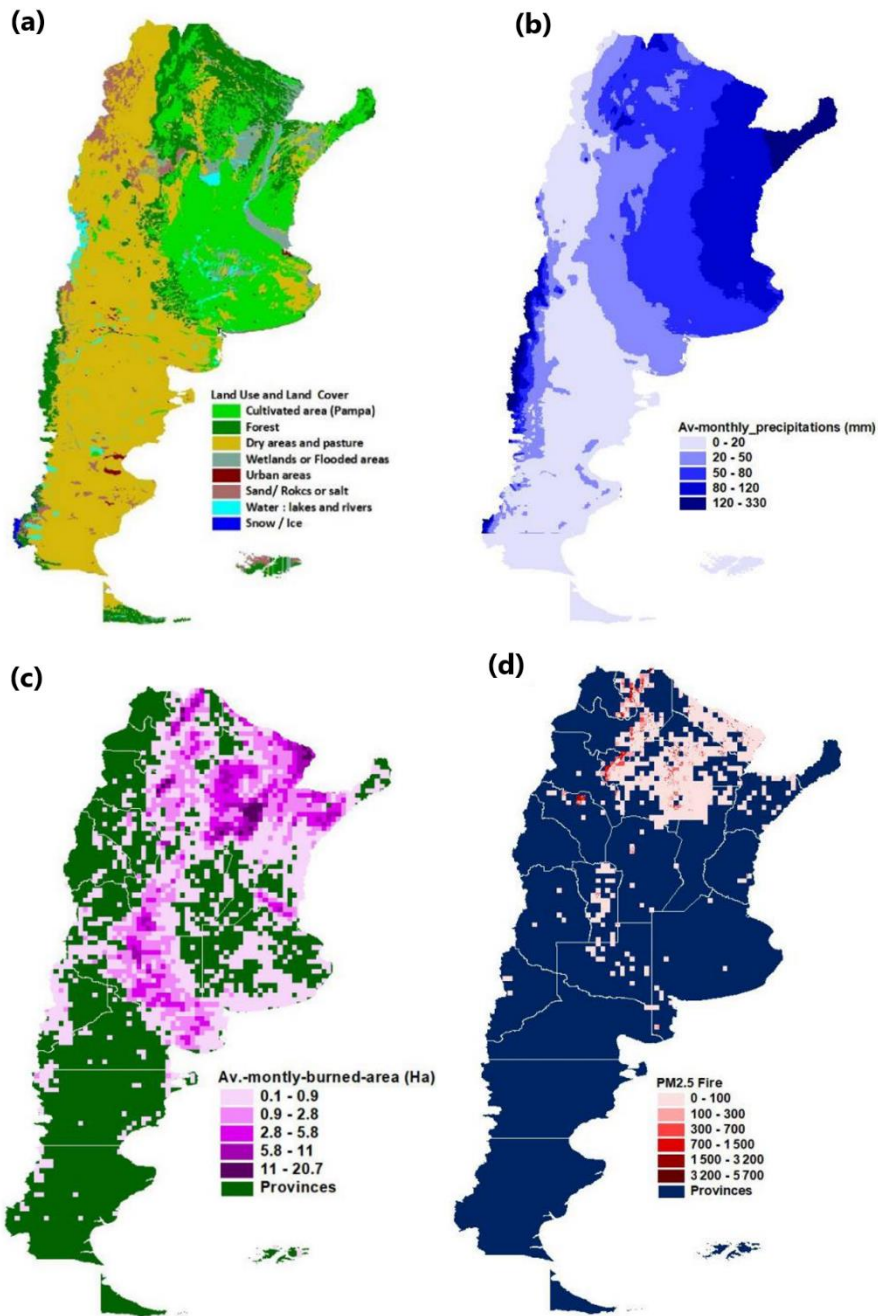 (a)
Land Use and Land Cover
Cultivated area (Pampa)
Forest
Dry areas and pasture
Wetlands or Flooded areas
Urban areas
Sand/ Rokcs or salt
Water : lakes and rivers
Snow / Ice
(b)
Av-monthly_precipitations (mm)
0 - 20
20 - 50
50 - 80
80 - 120
120 - 330
(c)
Av.-montly-burned-area (Ha)
0.1 - 0.9
0.9 - 2.8
2.8 - 5.8
5.8 - 11
11 - 20.7
Provinces
(d)
PM2.5 Fire
0 - 100
100 - 300
300 - 700
700 - 1 500
1 500 - 3 200
3 200 - 5 700
Provinces